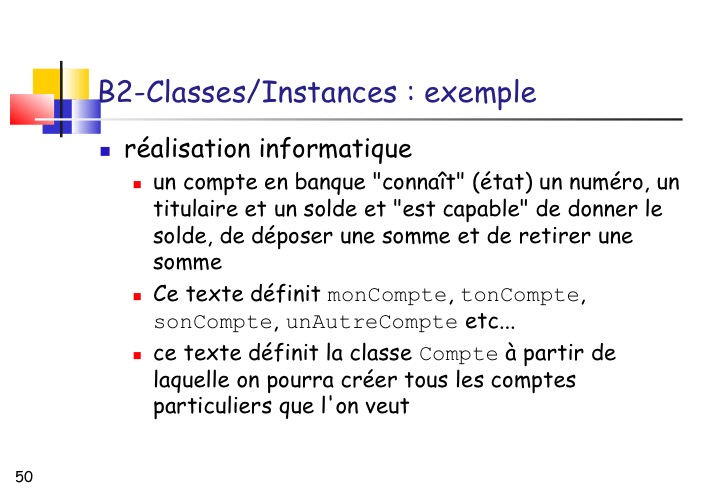 B2-Classes/Instances : exemple
réalisation informatique
un compte en banque "connaît" (état) un numéro, un
titulaire et un solde et "est capable" de donner le
solde, de déposer une somme et de retirer une
somme
Ce texte définit monCompte, tonCompte,
sonCompte, unAutreCompte etc...
ce texte définit la classe Compte à partir de
laquelle on pourra créer tous les comptes
particuliers que l'on veut
50